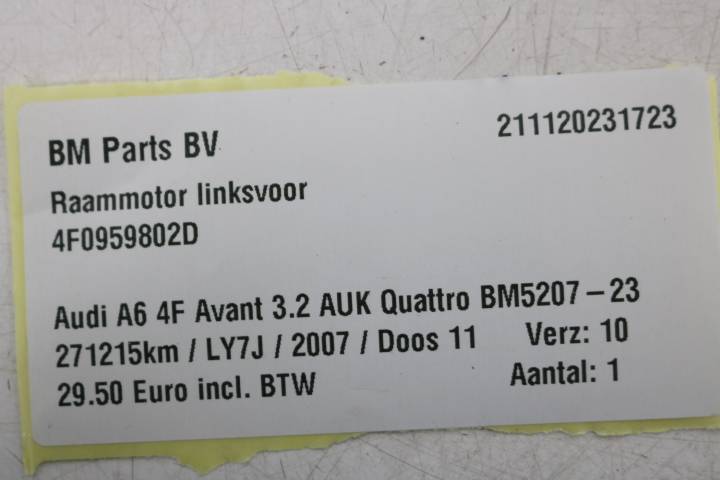 BM Parts BV 211120231723
Raammotor linksvoor
4F0959802D
Audi A6 4F Avant 3.2 AUK Quattro BM5207-23
271215km / LY7J / 2007 / Doos 11 Verz: 10
29.50 Euro incl. BTW Aantal: 1